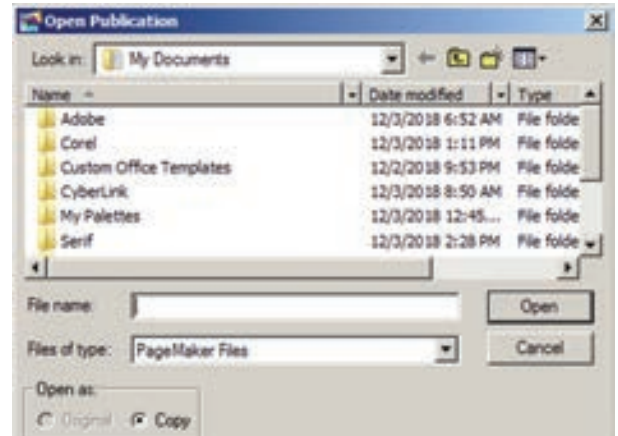 Open Publication
Look in: My Documents
Name Date modified Type
Adobe 12/3/2018 6:52 AM File folde
Corel 12/3/2018 1:11 PM File folde
Custom Office Templates 12/2/2018 9:53 PM File folde
CyberLink 12/3/2018 8:50 AM File folde
My Palettes 12/3/2018 12:45... File folde
Serif 12/3/2018 2:28 PM File folde
File name: Open
Files of type: PageMaker Files Cancel
Open as:
Original Copy